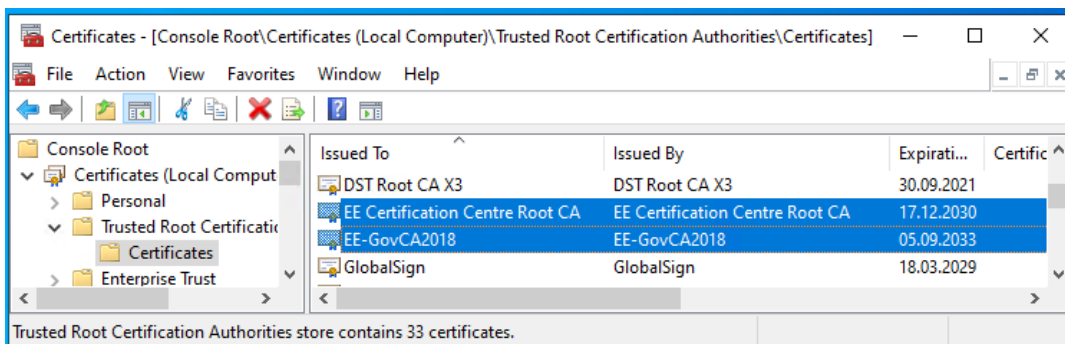 Certificates - [Console Root\Certificates (Local Computer)\Trusted Root Certification Authorities\Certificates]
File Action View Favorites Window Help
Console Root
Certificates (Local Comput
Personal
Trusted Root Certificatic
Certificates
Enterprise Trust
Issued To Issued By Expirati... Certific
DST Root CA X3 DST Root CA X3 30.09.2021
EE Certification Centre Root CA EE Certification Centre Root CA 17.12.2030
EE-GovCA2018 EE-GovCA2018 05.09.2033
GlobalSign GlobalSign 18.03.2029
Trusted Root Certification Authorities store contains 33 certificates.